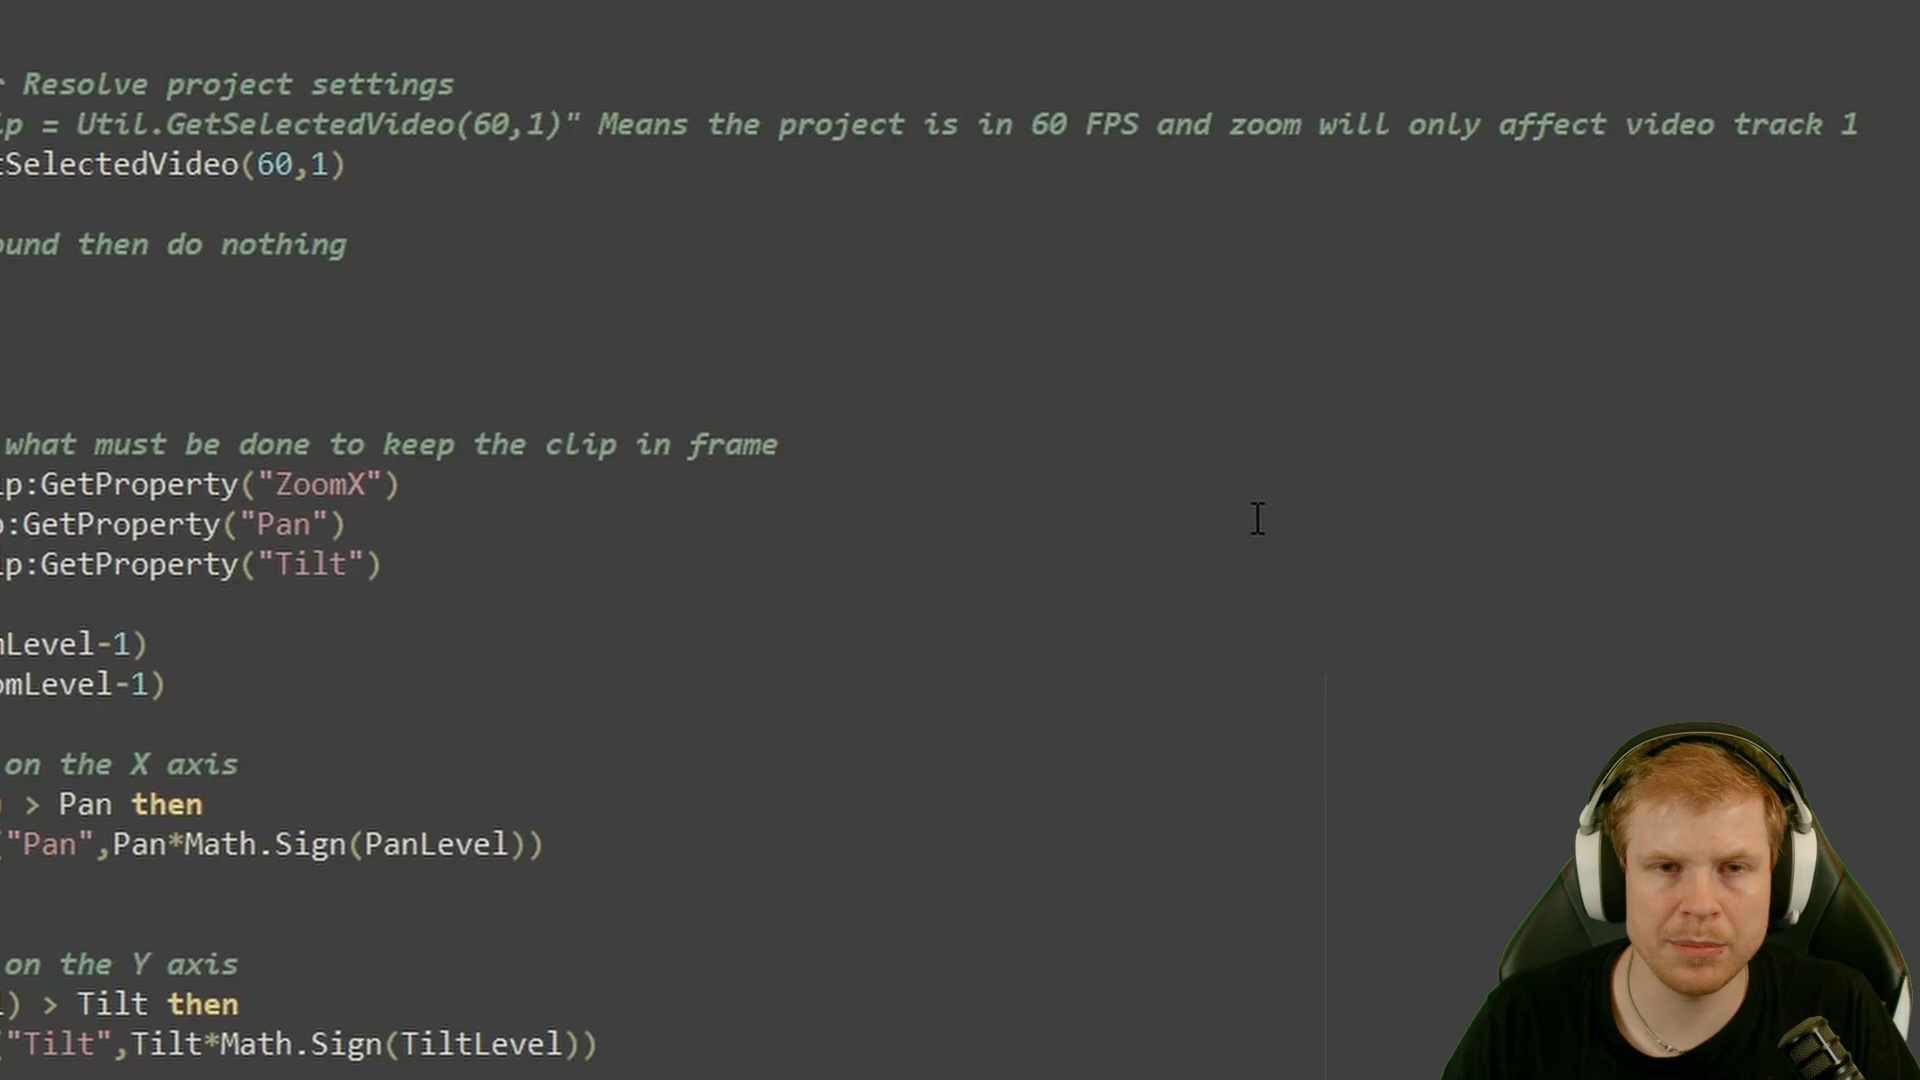 Resolve project settings
= Util.GetSelectedVideo(60,1)" Means the project is in 60 FPS and zoom will only affect video track 1
tSelectedVideo(60,1)
ound then do nothing
what must be done to keep the clip in frame
ip:GetProperty("ZoomX")
:GetProperty("Pan")
ip:GetProperty("Tilt")
Level-1)
omLevel-1)
on the X axis
> Pan then
("Pan",Pan*Math.Sign(PanLevel))
on the Y axis
) > Tilt then
("Tilt",Tilt*Math.Sign(TiltLevel))